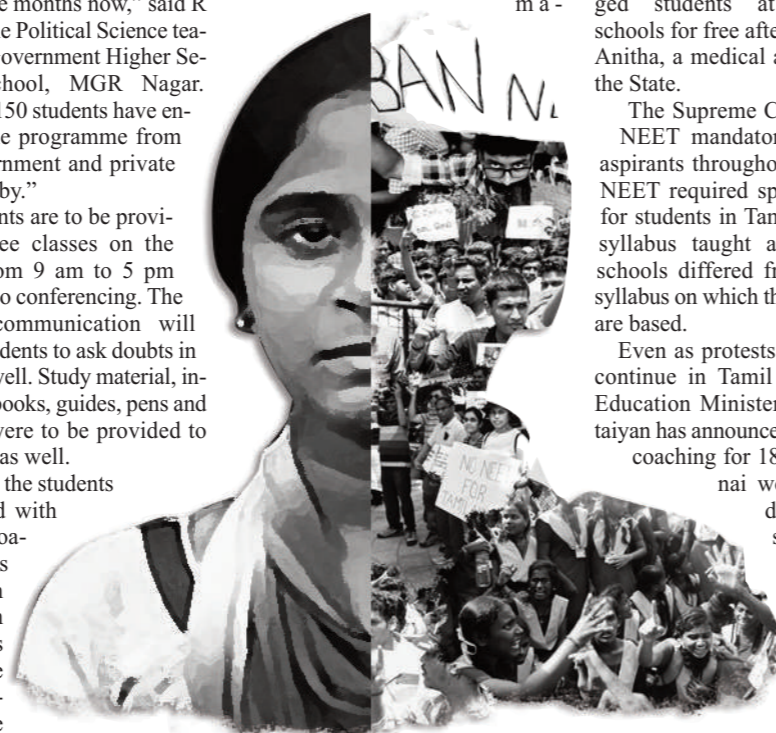 e months now," said R
e Political Science tea-
overnment Higher Se-
chool, MGR Nagar.
150 students have en-
e programme from
rnment and private
by."
nts are to be provi-
ee classes on the
om 9 am to 5 pm
o conferencing. The
communication will
dents to ask doubts in
well. Study material, in-
books, guides, pens and
were to be provided to
as well.
the students
d with
oa-
s
s
e
-
e
BAN N
NO NEET
FOR
TAMIL
ma-
ged students at
schools for free afte
Anitha, a medical a
the State.
The Supreme C
NEET mandator
aspirants throughou
NEET required sp
for students in Tam
syllabus taught a
schools differed fr
syllabus on which th
are based.
Even as protests
continue in Tamil
Education Minister
taiyan has announce
coaching for 18
nai we
d
s